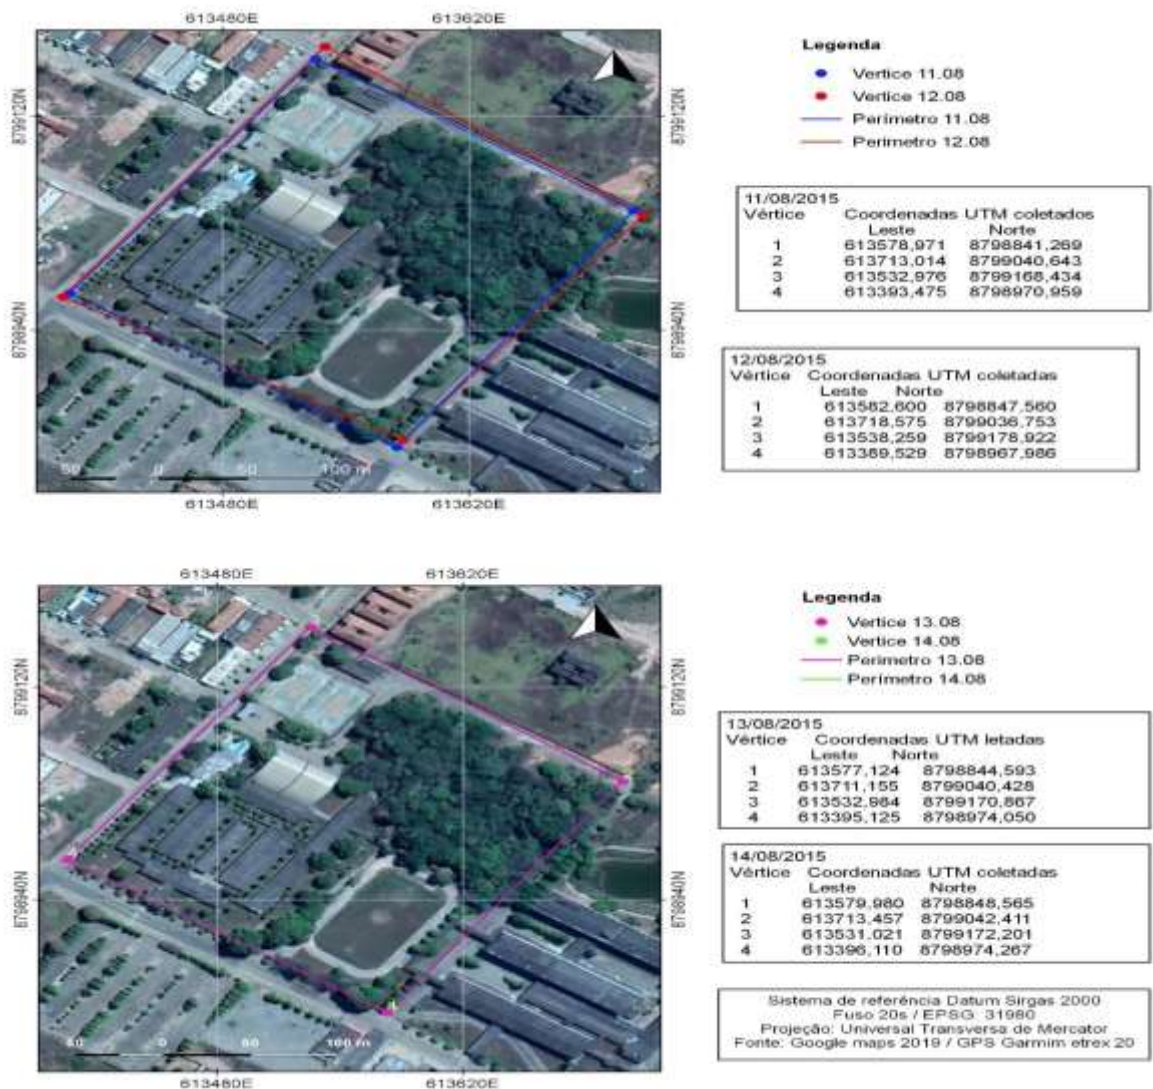 613480E 613620E
8799120N
8799120N
8798940N
8798940N
50 0 50 100 m
613480E 613620E
Legenda
Vertice 11.08
Vertice 12.08
Perímetro 11.08
Perimetro 12.08
11/08/2015
Vértice Coordenadas UTM coletados
Leste Norte
1 613578,971 8798841,269
2 613713,014 8799040,643
3 613532,976 8799168,434
4 613393,475 8798970,959
12/08/2015
Vértice Coordenadas UTM coletadas
Leste Norte
1 613582,600 8798847,560
2 613718,575 8799036,753
3 613538,259 8799178,922
4 613389,529 8798967,986
613480E 613620E
8799120N
8799120N
8798940N
8798940N
0 100 m
613480E 613620E
Legenda
Vertice 13.08
Vertice 14.08
Perimetro 13.08
Perímetro 14.08
13/08/2015
Vértice Coordenadas UTM letadas
Leste Norte
1 613577,124 8798844,593
2 613711,155 8799040,428
3 613532,984 8799170,867
4 613395,125 8798974,050
14/08/2015
Vértice Coordenadas UTM coletadas
Leste Norte
1 613579,980 8798848,565
2 613713,457 8799042,411
3 613531,021 8799172,201
4 613396,110 8798974,267
Sistema de referência Datum Sirgas 2000
Fuso 20s / EPSG: 31980
Projeção: Universal Transversa de Mercator
Fonte: Google maps 2019 / GPS Garmim etrex 20